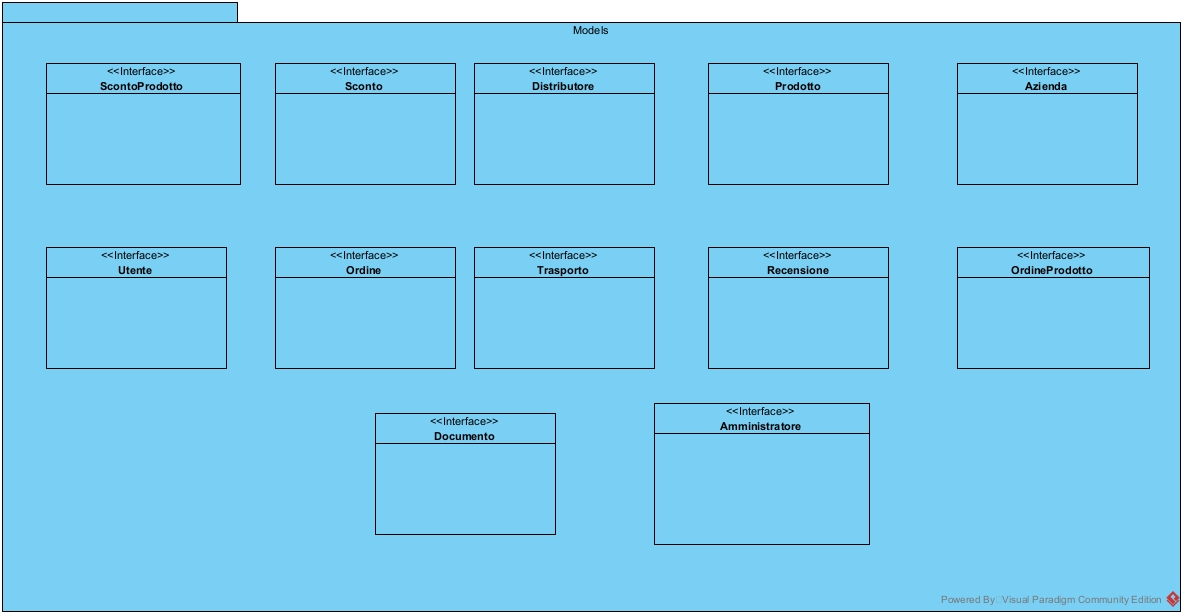 Models
<<Interface>>
ScontoProdotto
<<Interface>>
Sconto
<<Interface>>
Distributore
<<Interface>>
Prodotto
<<Interface>>
Azienda
<<Interface>>
Utente
<<Interface>>
Ordine
<<Interface>>
Trasporto
<<Interface>>
Recensione
<<Interface>>
OrdineProdotto
<<Interface>>
Documento
<<Interface>>
Amministratore
Powered By Visual Paradigm Community Edition